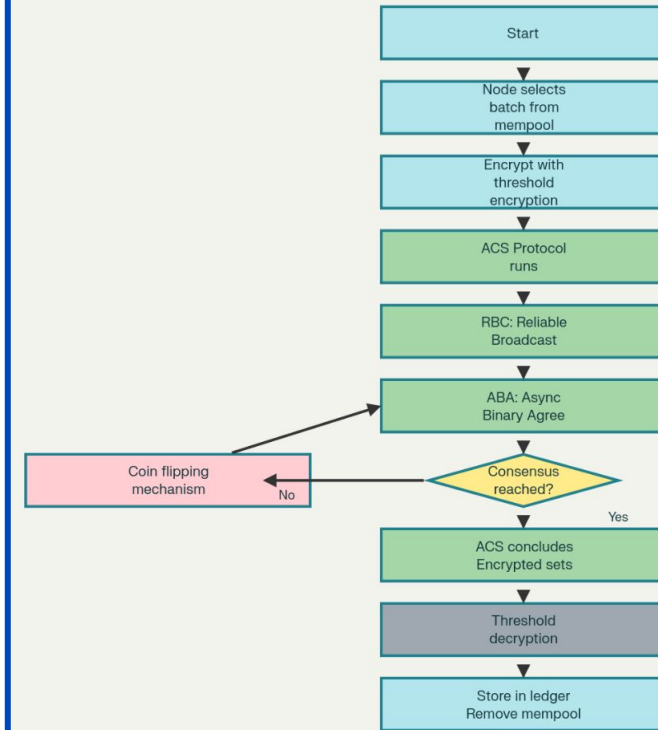 Start
Node selects
batch from
mempool
Encrypt with
threshold
encryption
ACS Protocol
runs
RBC: Reliable
Broadcast
ABA: Async
Binary Agree
Coin flipping
mechanism
No
Consensus
reached?
Yes
ACS concludes
Encrypted sets
Threshold
decryption
Store in ledger
Remove mempool